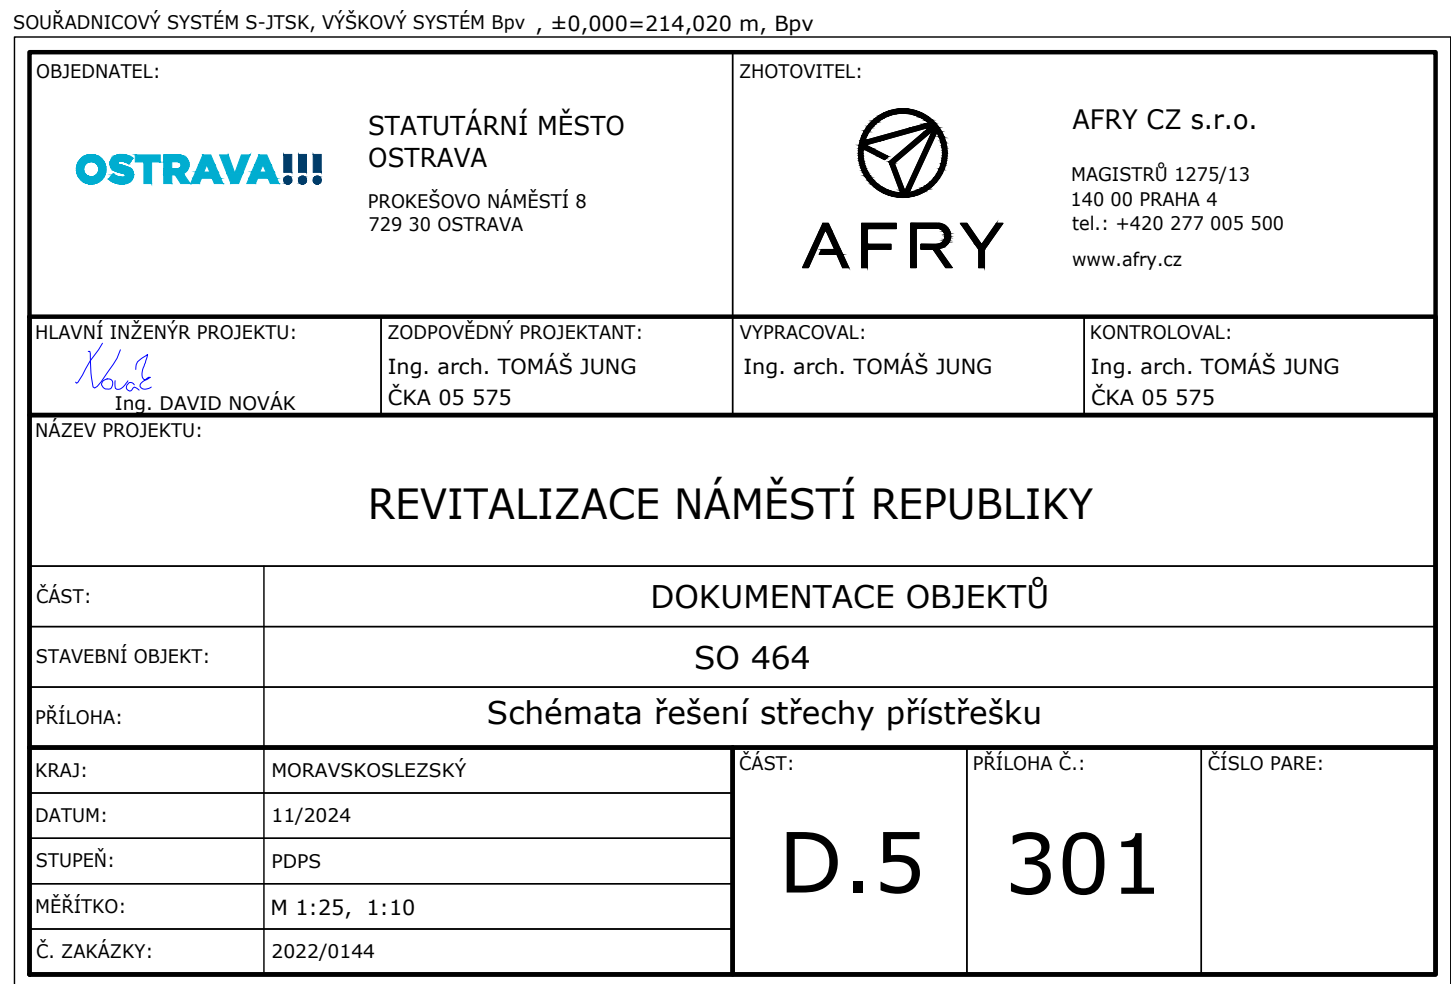 SOUŘADNICOVÝ SYSTÉM S-JTSK, VÝŠKOVÝ SYSTÉM Bpv , ±0,000=214,020 m, Bpv
OBJEDNATEL:
OSTRAVA!!!
STATUTÁRNÍ MĚSTO
OSTRAVA
PROKEŠOVO NÁMĚSTÍ 8
729 30 OSTRAVA
ZHOTOVITEL:
AFRY
AFRY CZ s.r.o.
MAGISTRŮ 1275/13
140 00 PRAHA 4
tel.: +420 277 005 500
www.afry.cz
HLAVNÍ INŽENÝR PROJEKTU:
Novák
Ing. DAVID NOVÁK
ZODPOVĚDNÝ PROJEKTANT:
Ing. arch. TOMÁŠ JUNG
ČKA 05 575
VYPRACOVAL:
Ing. arch. TOMÁŠ JUNG
KONTROLOVAL:
Ing. arch. TOMÁŠ JUNG
ČKA 05 575
NÁZEV PROJEKTU:
REVITALIZACE NÁMĚSTÍ REPUBLIKY
ČÁST:
DOKUMENTACE OBJEKTŮ
STAVEBNÍ OBJEKT:
SO 464
PŘÍLOHA:
Schémata řešení střechy přístřešku
KRAJ:
MORAVSKOSLEZSKÝ
DATUM:
11/2024
STUPEŇ:
PDPS
MĚŘÍTKO:
M 1:25, 1:10
Č. ZAKÁZKY:
2022/0144
ČÁST:
D.5
PŘÍLOHA Č.:
301
ČÍSLO PARE: